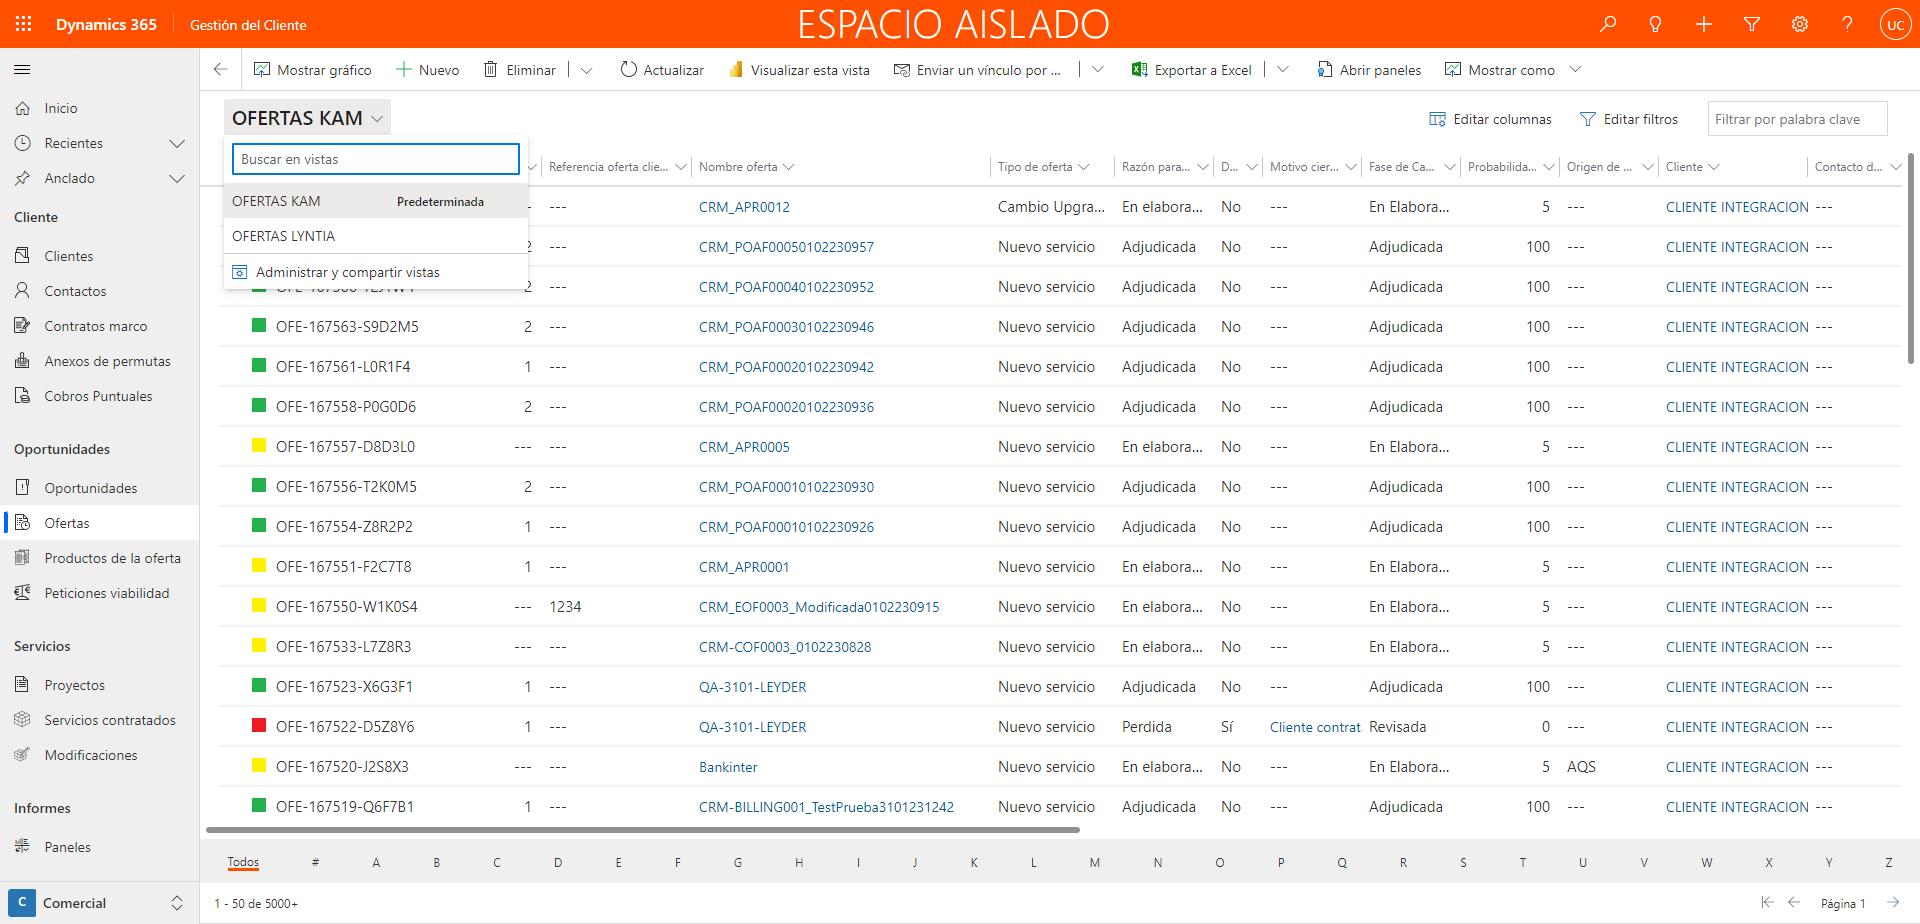 Dynamics 365
Gestión del Cliente
ESPACIO AISLADO
UC
Mostrar gráfico
Nuevo
Eliminar
Actualizar
Visualizar esta vista
Enviar un vínculo por ...
Exportar a Excel
Abrir paneles
Mostrar como
Inicio
Recientes
Anclado
Cliente
Clientes
Contactos
Contratos marco
Anexos de permutas
Cobros Puntuales
Oportunidades
Oportunidades
Ofertas
Productos de la oferta
Peticiones viabilidad
Servicios
Proyectos
Servicios contratados
Modificaciones
Informes
Paneles
C Comercial
OFERTAS KAM
Editar columnas
Editar filtros
Filtrar por palabra clave
Buscar en vistas
OFERTAS KAM Predeterminada
OFERTAS LYNTIA
Administrar y compartir vistas
Referencia oferta clie... Nombre oferta Tipo de oferta Razón para... D... Motivo cier... Fase de Ca... Probabilida... Origen de ... Cliente Contacto d...
--- CRM_APR0012 Cambio Upgra... En elabora... No --- En Elabora... 5 --- CLIENTE INTEGRACION ---
2 --- CRM_POAF00050102230957 Nuevo servicio Adjudicada No --- Adjudicada 100 --- CLIENTE INTEGRACION ---
2 --- CRM_POAF00040102230952 Nuevo servicio Adjudicada No --- Adjudicada 100 --- CLIENTE INTEGRACION ---
OFE-167563-S9D2M5 2 --- CRM_POAF00030102230946 Nuevo servicio Adjudicada No --- Adjudicada 100 --- CLIENTE INTEGRACION ---
OFE-167561-L0R1F4 1 --- CRM_POAF00020102230942 Nuevo servicio Adjudicada No --- Adjudicada 100 --- CLIENTE INTEGRACION ---
OFE-167558-P0G0D6 2 --- CRM_POAF00020102230936 Nuevo servicio Adjudicada No --- Adjudicada 100 --- CLIENTE INTEGRACION ---
OFE-167557-D8D3L0 --- --- CRM_APR0005 Nuevo servicio En elabora... No --- En Elabora... 5 --- CLIENTE INTEGRACION ---
OFE-167556-T2K0M5 2 --- CRM_POAF00010102230930 Nuevo servicio Adjudicada No --- Adjudicada 100 --- CLIENTE INTEGRACION ---
OFE-167554-Z8R2P2 1 --- CRM_POAF00010102230926 Nuevo servicio Adjudicada No --- Adjudicada 100 --- CLIENTE INTEGRACION ---
OFE-167551-F2C7T8 1 --- CRM_APR0001 Nuevo servicio En elabora... No --- En Elabora... 5 --- CLIENTE INTEGRACION ---
OFE-167550-W1K0S4 --- 1234 CRM_EOF0003_Modificada0102230915 Nuevo servicio En elabora... No --- En Elabora... 5 --- CLIENTE INTEGRACION ---
OFE-167533-L7Z8R3 --- --- CRM-COF0003_0102230828 Nuevo servicio En elabora... No --- En Elabora... 5 --- CLIENTE INTEGRACION ---
OFE-167523-X6G3F1 1 --- QA-3101-LEYDER Nuevo servicio Adjudicada No --- Adjudicada 100 --- CLIENTE INTEGRACION ---
OFE-167522-D5Z8Y6 1 --- QA-3101-LEYDER Nuevo servicio Perdida Sí Cliente contrat Revisada 0 --- CLIENTE INTEGRACION ---
OFE-167520-J2S8X3 --- --- Bankinter Nuevo servicio En elabora... No --- En Elabora... 5 AQS CLIENTE INTEGRACION ---
OFE-167519-Q6F7B1 1 --- CRM-BILLING001_TestPrueba3101231242 Nuevo servicio Adjudicada No --- Adjudicada 100 --- CLIENTE INTEGRACION ---
Todos # A B C D E F G H I J K L M N O P Q R S T U V W X Y Z
1 - 50 de 5000+
Página 1